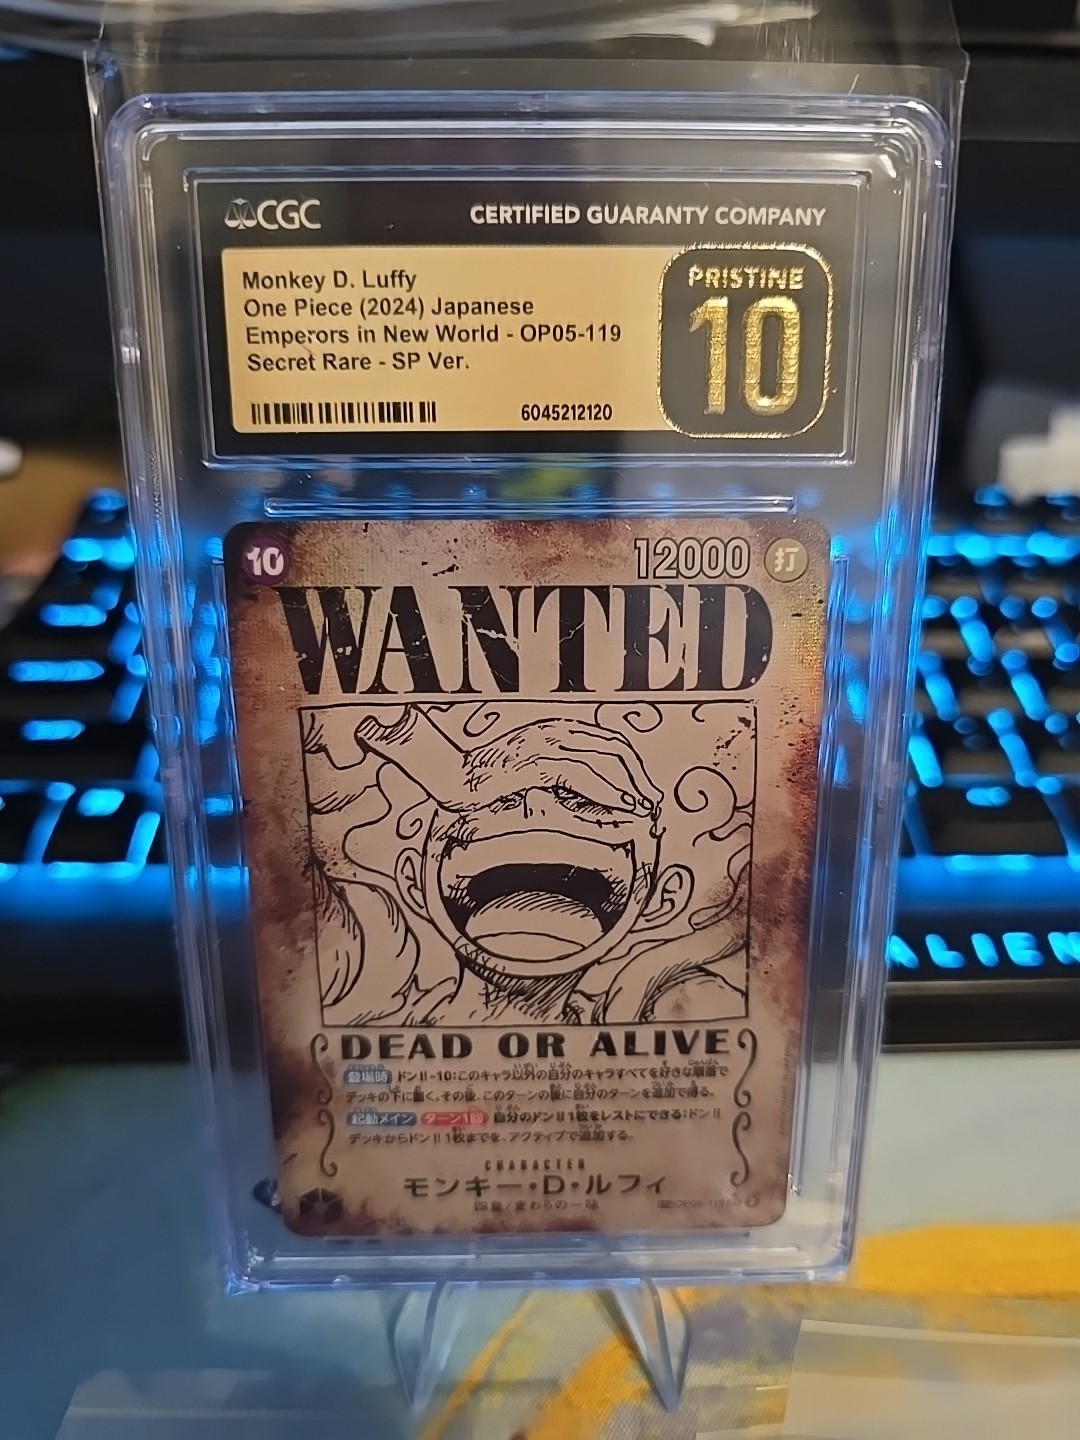 CGC
CERTIFIED GUARANTY COMPANY
Monkey D. Luffy
One Piece (2024) Japanese
Emperors in New World - OP05-119
Secret Rare - SP Ver.
6045212120
PRISTINE
10
10
12000
打
WANTED
DEAD OR ALIVE
登場時 ドン!!-10:このキャラ以外の自分のキャラすべてを好きな順番で
デッキの下に置く。その後、このターンの後に自分のターンを追加で得る。
起動メイン ターン1回 自分のドン!!1枚をレストにできる:ドン!!
デッキからドン!!1枚までを、アクティブで追加する。
CHARACTER
モンキー・D・ルフィ
四皇/麦わらの一味
OP05-119
ALIEN